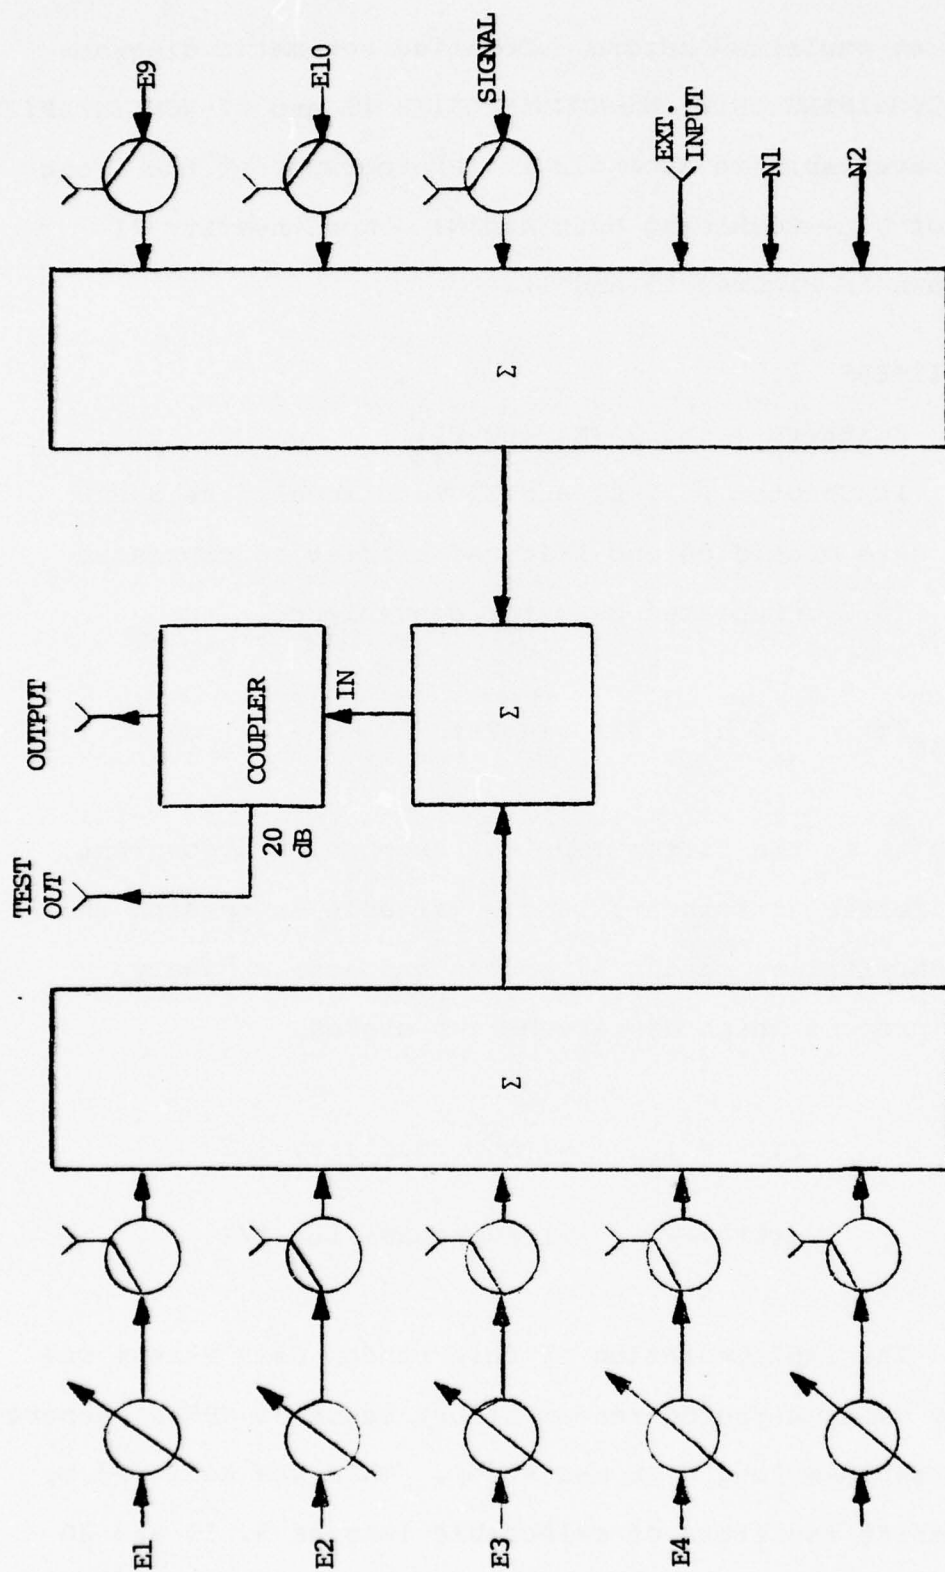 E1
E2
E3
E4
Σ
TEST
OUT
OUTPUT
20
dB
COUPLER
IN
Σ
Σ
E9
E10
SIGNAL
EXT.
INPUT
N1
N2